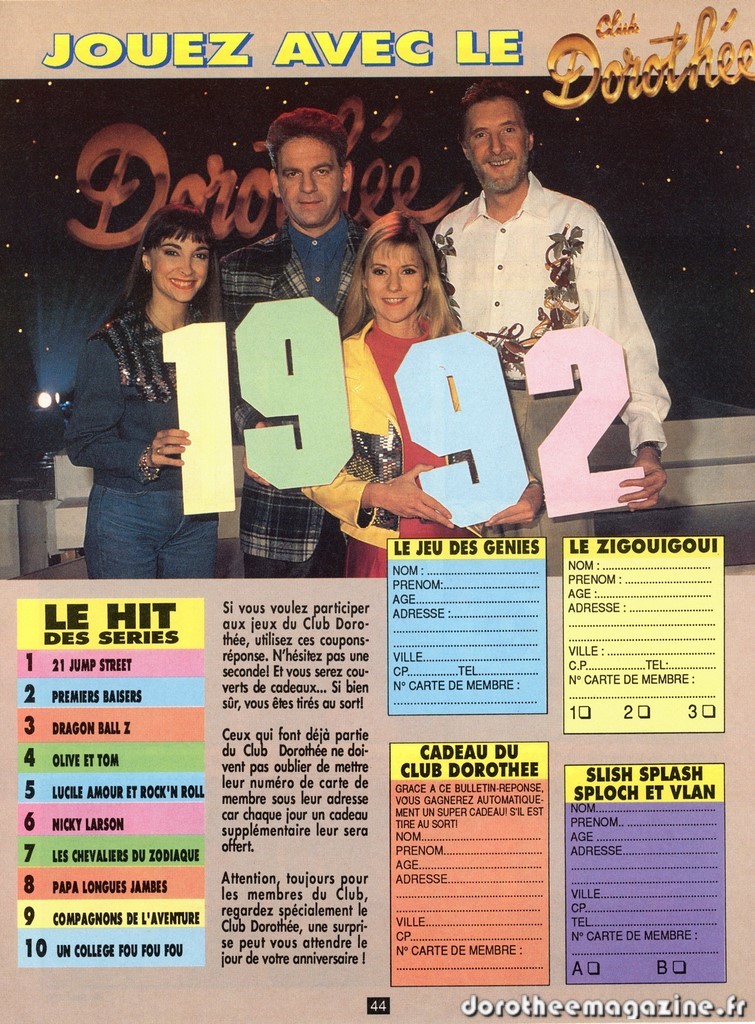 JOUEZ AVEC LE
Club
Dorothée
Dorothée
1992
LE HIT
DES SERIES
1 21 JUMP STREET
2 PREMIERS BAISERS
3 DRAGON BALL Z
4 OLIVE ET TOM
5 LUCILE AMOUR ET ROCK'N ROLL
6 NICKY LARSON
7 LES CHEVALIERS DU ZODIAQUE
8 PAPA LONGUES JAMBES
9 COMPAGNONS DE L'AVENTURE
10 UN COLLEGE FOU FOU FOU
Si vous voulez participer
aux jeux du Club Doro-
thée, utilisez ces coupons-
réponse. N'hésitez pas une
seconde! Et vous serez cou-
verts de cadeaux... Si bien
sûr, vous êtes tirés au sort!
Ceux qui font déjà partie
du Club Dorothée ne doi-
vent pas oublier de mettre
leur numéro de carte de
membre sous leur adresse
car chaque jour un cadeau
supplémentaire leur sera
offert.
Attention, toujours pour
les membres du Club,
regardez spécialement le
Club Dorothée, une surpri-
se peut vous attendre le
jour de votre anniversaire !
LE JEU DES GENIES
NOM :
PRENOM:
AGE
ADRESSE :
VILLE
CP TEL
N° CARTE DE MEMBRE :
LE ZIGOUIGOUI
NOM :
PRENOM :
AGE :
ADRESSE :
VILLE :
C.P. TEL:
N° CARTE DE MEMBRE :
1 2 3
CADEAU DU
CLUB DOROTHEE
GRACE A CE BULLETIN-REPONSE,
VOUS GAGNEREZ AUTOMATIQUE-
MENT UN SUPER CADEAU! S'IL EST
TIRE AU SORT!
NOM
PRENOM
AGE
ADRESSE
VILLE
CP
N° CARTE DE MEMBRE :
SLISH SPLASH
SPLOCH ET VLAN
NOM
PRENOM
AGE
ADRESSE
VILLE
CP
TEL
N° CARTE DE MEMBRE :
A B
44
dorotheemagazine.fr